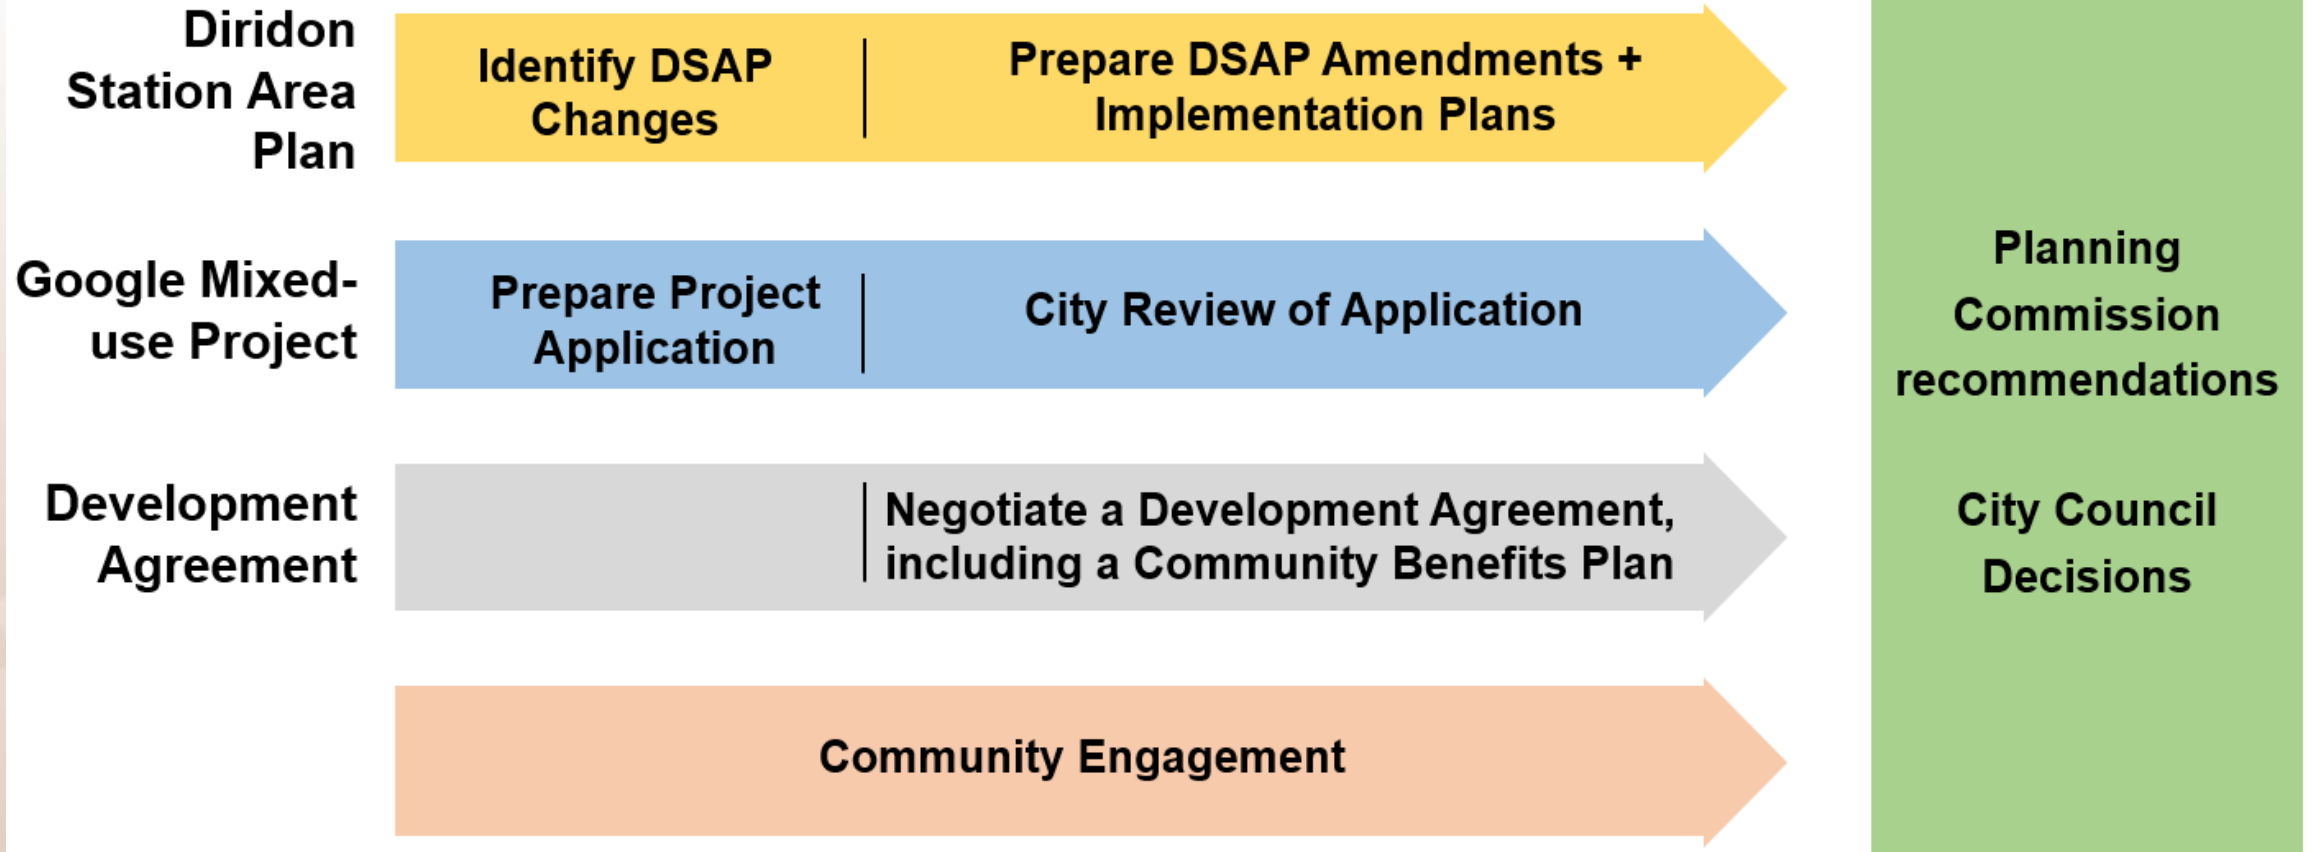 Diridon
Station Area
Plan
Identify DSAP
Changes
Prepare DSAP Amendments +
Implementation Plans
Google Mixed-
use Project
Prepare Project
Application
City Review of Application
Development
Agreement
Negotiate a Development Agreement,
including a Community Benefits Plan
Community Engagement
Planning
Commission
recommendations
City Council
Decisions